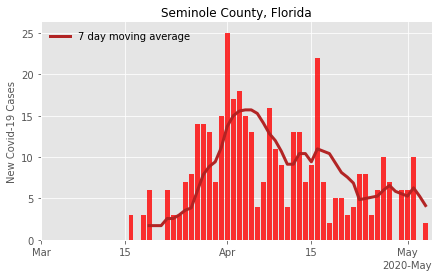 Seminole County, Florida
7 day moving average
New Covid-19 Cases
25
20
15
10
5
0
Mar
15
Apr
15
May
2020-May